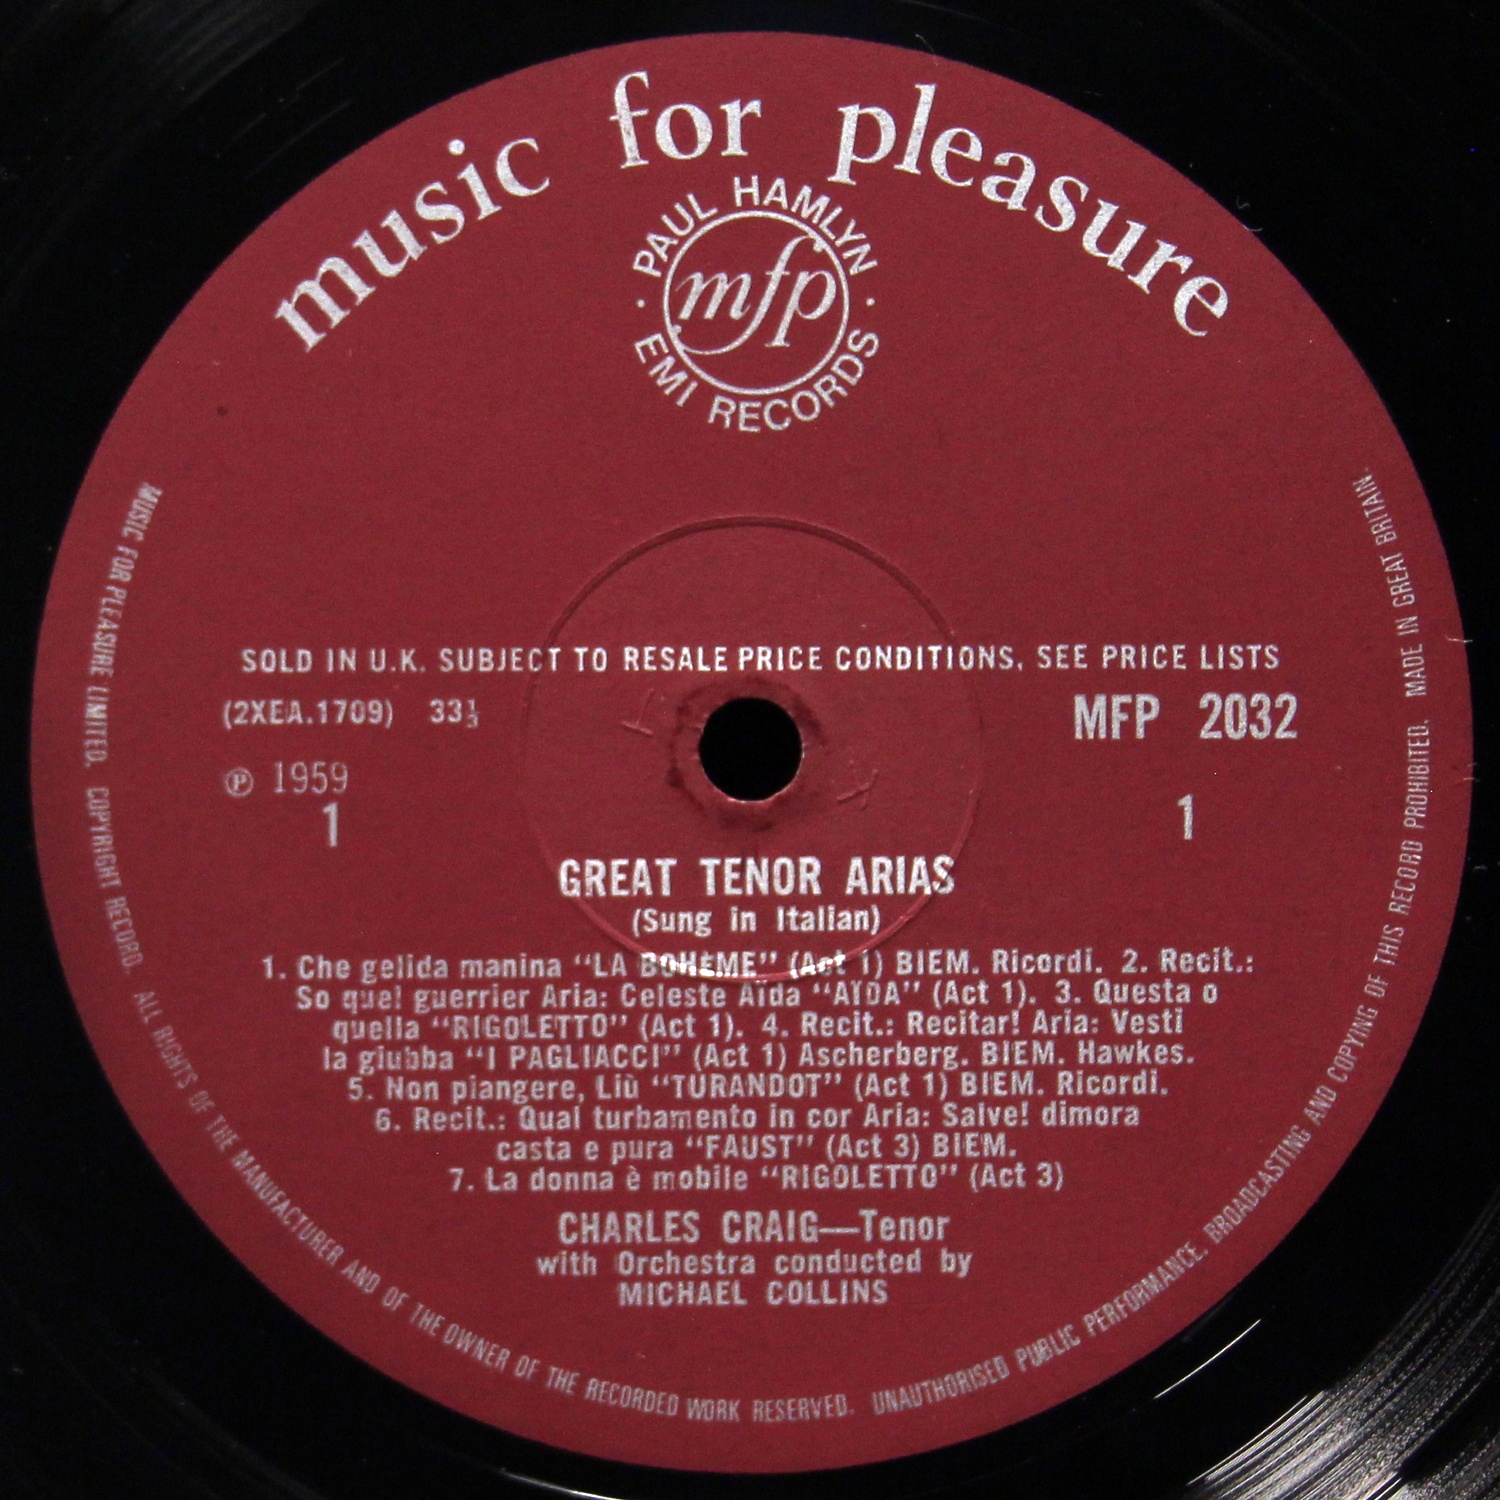 music for pleasure
PAUL HAMLYN
mfp
· EMI RECORDS ·
SOLD IN U.K. SUBJECT TO RESALE PRICE CONDITIONS, SEE PRICE LISTS
(2XEA.1709) 33⅓
MFP 2032
℗ 1959
1
1
GREAT TENOR ARIAS
(Sung in Italian)
1. Che gelida manina “LA BOHÈME” (Act 1) BIEM. Ricordi. 2. Recit.:
So quel guerrier Aria: Celeste Aïda “AÏDA” (Act 1). 3. Questa o
quella “RIGOLETTO” (Act 1). 4. Recit.: Recitar! Aria: Vesti
la giubba “I PAGLIACCI” (Act 1) Ascherberg. BIEM. Hawkes.
5. Non piangere, Liù “TURANDOT” (Act 1) BIEM. Ricordi.
6. Recit.: Qual turbamento in cor Aria: Salve! dimora
casta e pura “FAUST” (Act 3) BIEM.
7. La donna è mobile “RIGOLETTO” (Act 3)
CHARLES CRAIG—Tenor
with Orchestra conducted by
MICHAEL COLLINS
MUSIC FOR PLEASURE LIMITED. COPYRIGHT RECORD. ALL RIGHTS OF THE MANUFACTURER AND OF THE OWNER OF THE RECORDED WORK RESERVED. UNAUTHORISED PUBLIC PERFORMANCE. BROADCASTING AND COPYING OF THIS RECORD PROHIBITED. MADE IN GREAT BRITAIN.